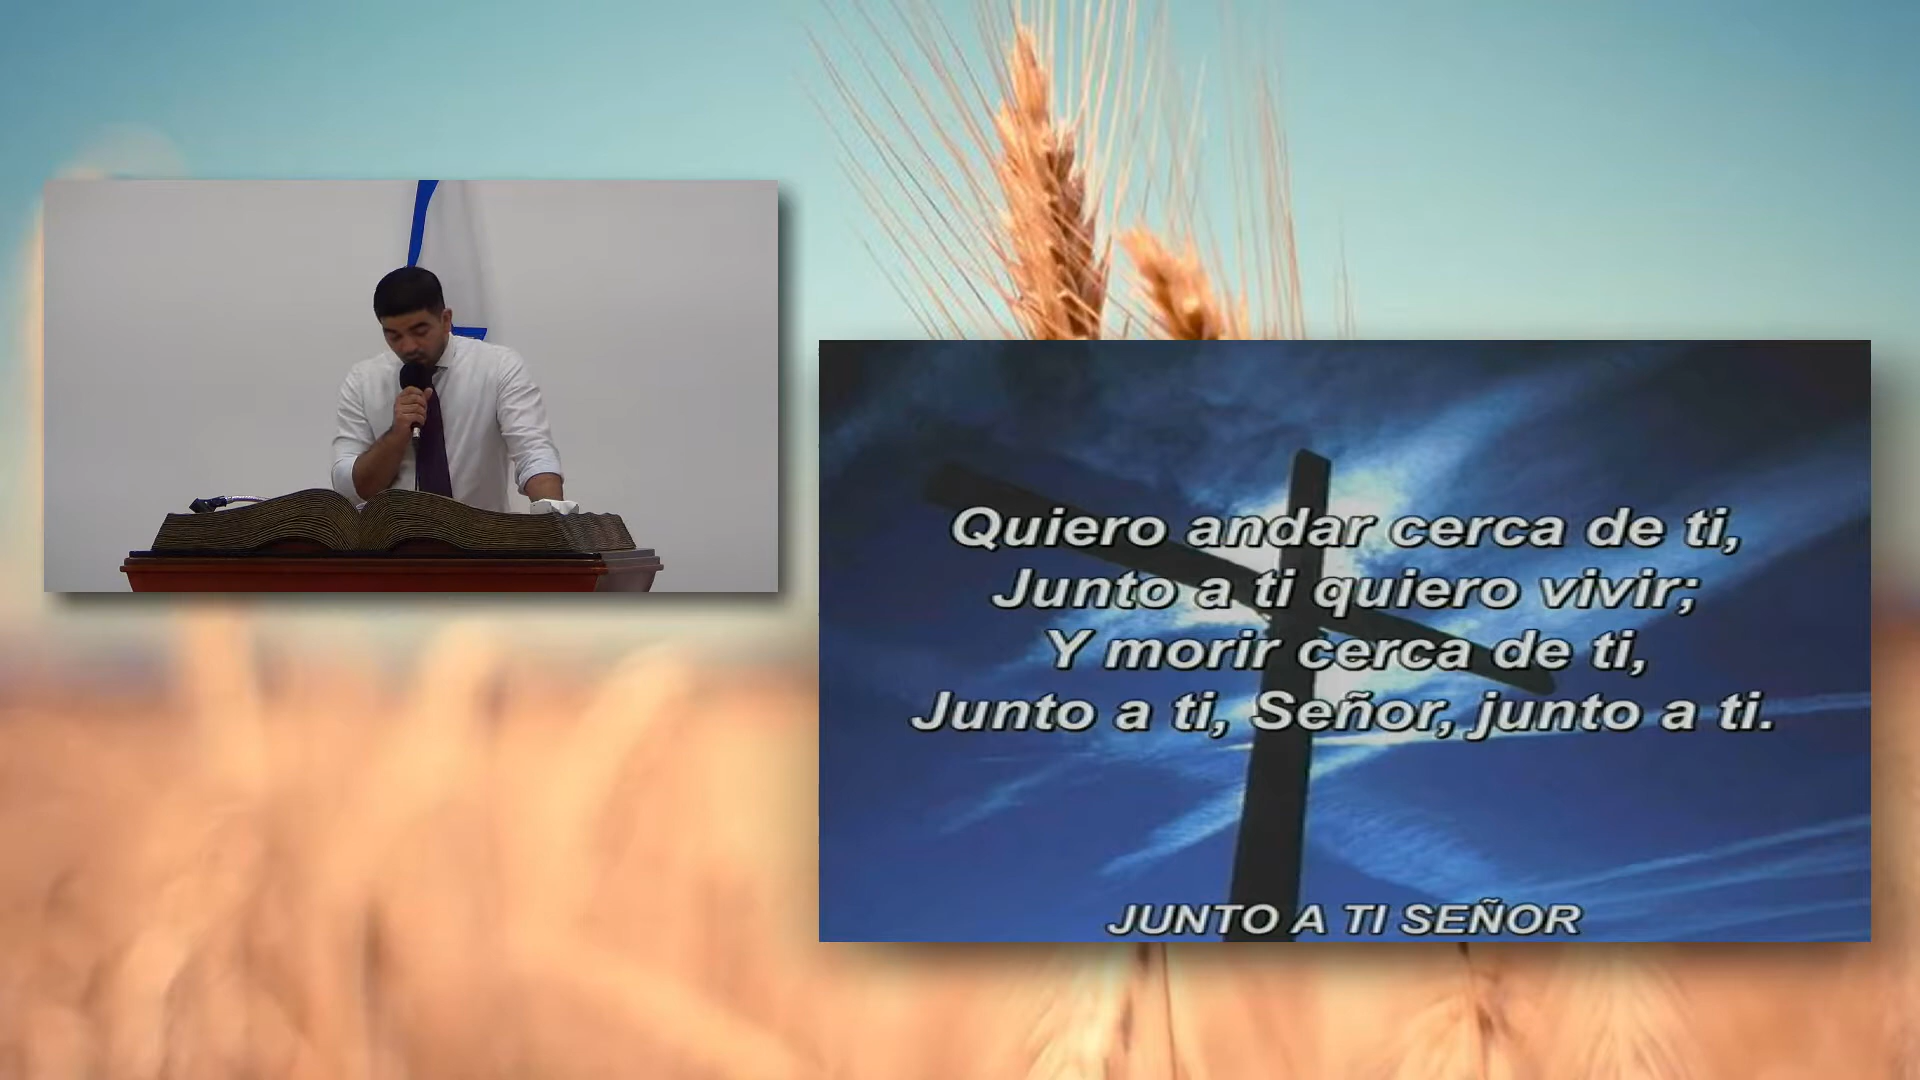 Quiero andar cerca de ti,
Junto a ti quiero vivir;
Y morir cerca de ti,
Junto a ti, Señor, junto a ti.
JUNTO A TI SEÑOR